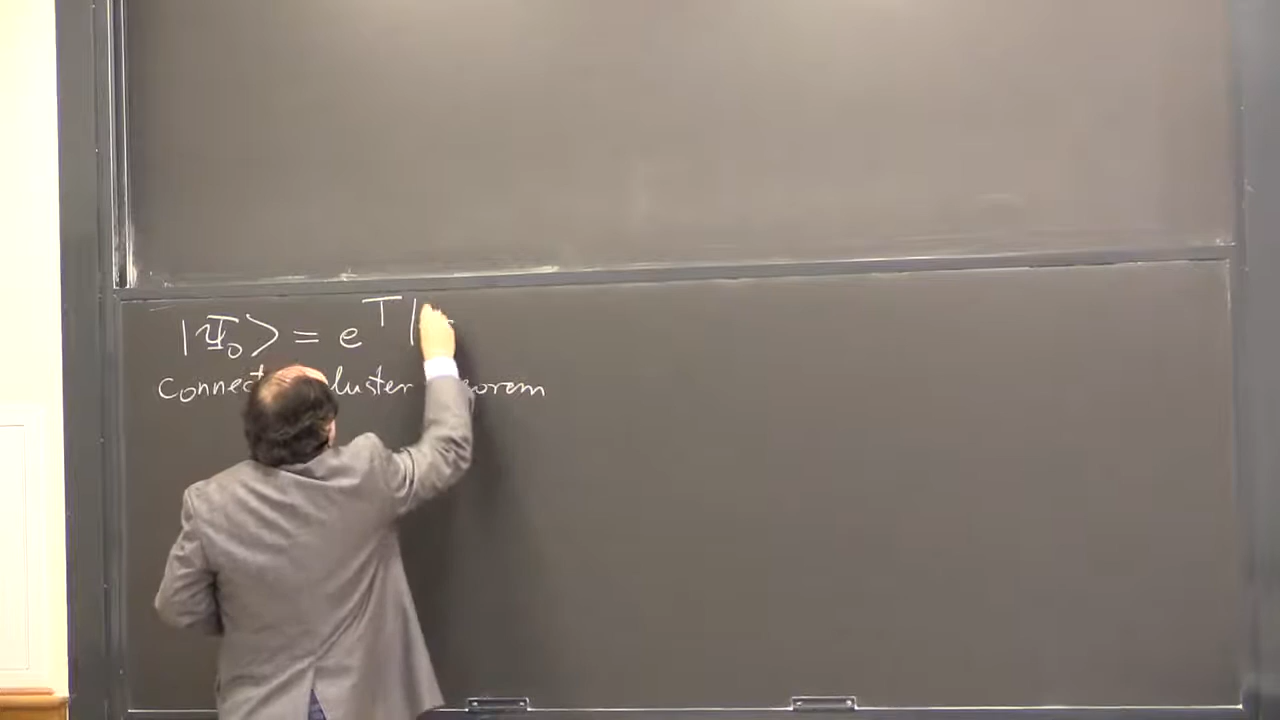 |Ψ₀⟩ = e^T |
connect luster orem